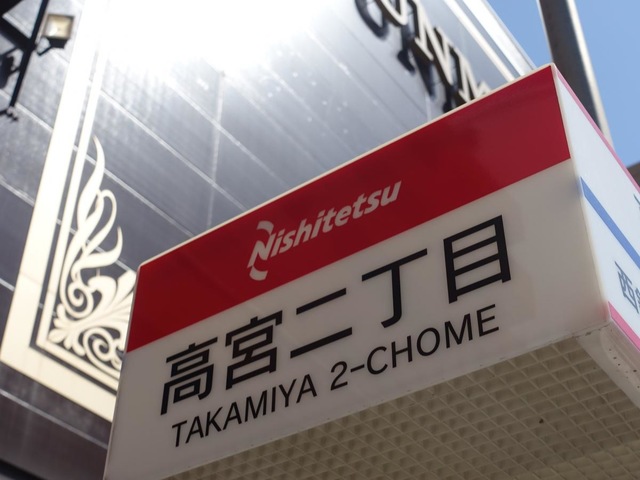 Nishitetsu
高宮二丁目
TAKAMIYA 2-CHOME